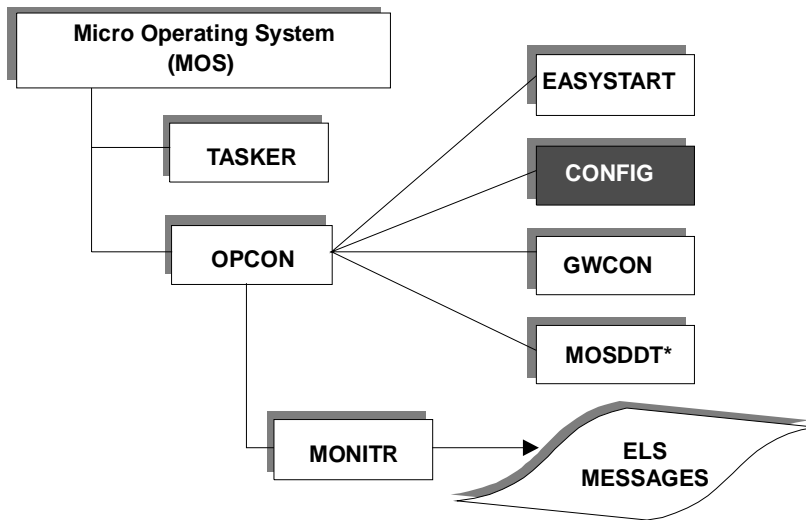 Micro Operating System
(MOS)
EASYSTART
TASKER
CONFIG
OPCON
GWCON
MOSDDT*
MONITR
ELS
MESSAGES